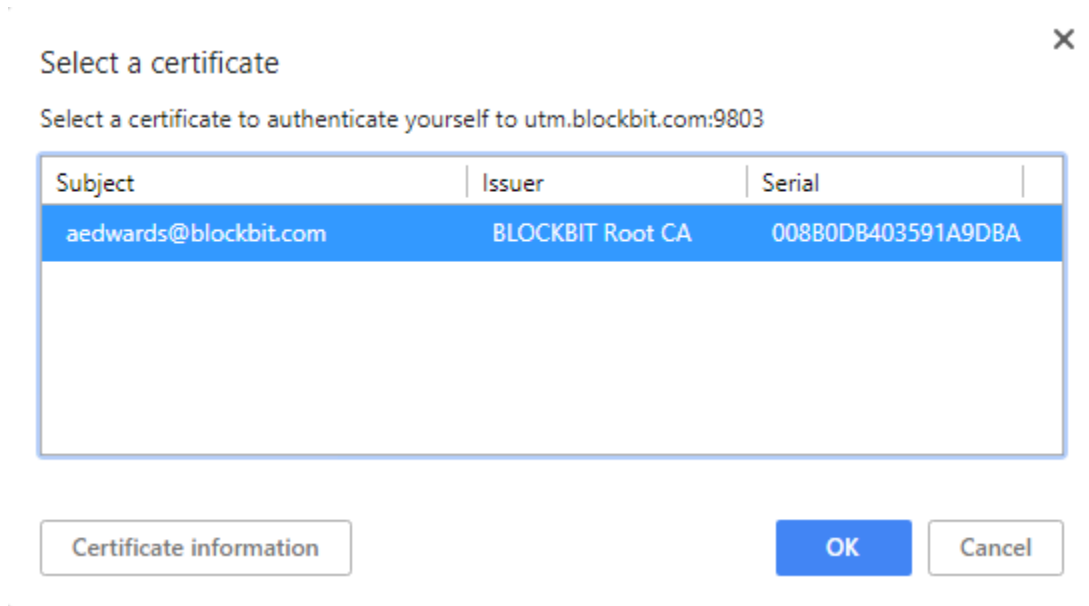 Select a certificate
Select a certificate to authenticate yourself to utm.blockbit.com:9803
Subject Issuer Serial
aedwards@blockbit.com BLOCKBIT Root CA 008B0DB403591A9DBA
Certificate information OK Cancel